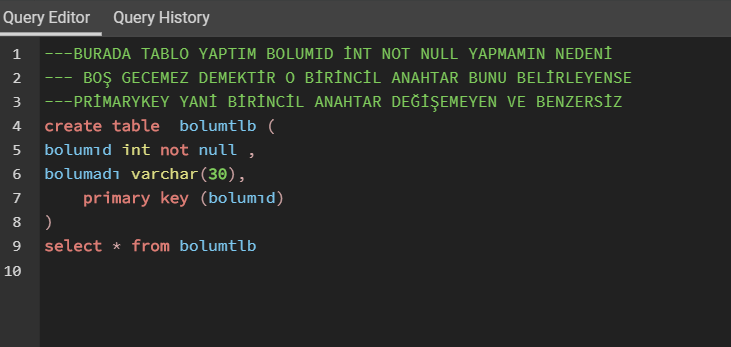 Query Editor Query History
1 ---BURADA TABLO YAPTIM BOLUMID İNT NOT NULL YAPMAMIN NEDENİ
2 --- BOŞ GECEMEZ DEMEKTİR O BİRİNCİL ANAHTAR BUNU BELİRLEYENSE
3 ---PRİMARYKEY YANİ BİRİNCİL ANAHTAR DEĞİŞEMEYEN VE BENZERSİZ
4 create table  bolumtlb (
5 bolumıd int not null ,
6 bolumadı varchar(30),
7     primary key (bolumıd)
8 )
9 select * from bolumtlb
10